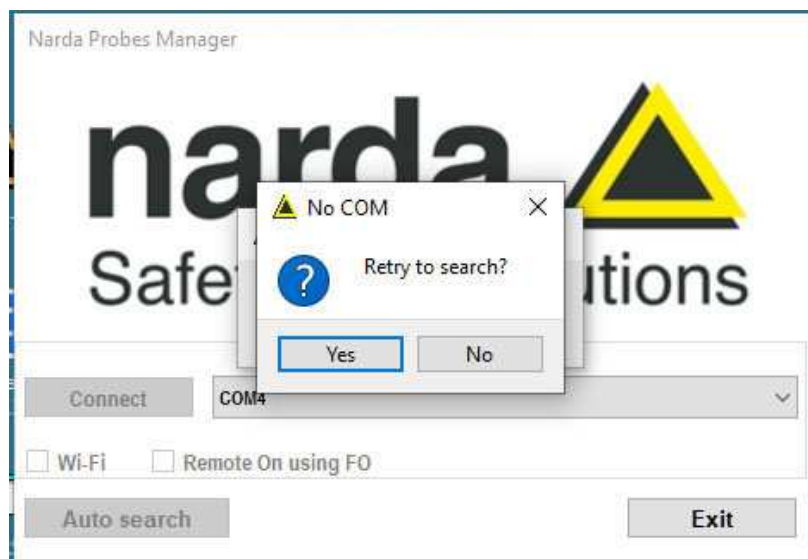 Narda Probes Manager
narda
Safe
utions
No COM
Retry to search?
Yes
No
Connect
COM4
Wi-Fi
Remote On using FO
Auto search
Exit